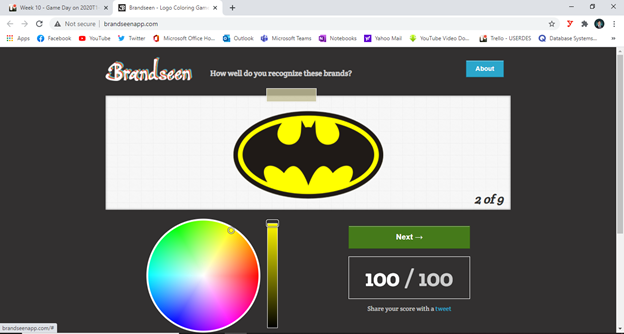 Week 10 - Game Day on 2020T1
Brandseen - Logo Coloring Gam
Not secure | brandseenapp.com
Apps Facebook YouTube Twitter Microsoft Office Ho... Outlook Microsoft Teams Notebooks Yahoo Mail YouTube Video Do... Trello - USERDES Database Systems...
Brandseen
How well do you recognize these brands?
About
2 of 9
Next →
100 / 100
Share your score with a tweet
brandseenapp.com/#